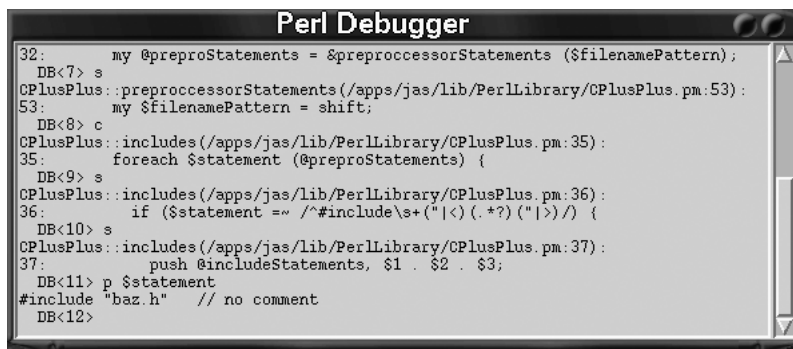 Perl Debugger
32:        my @preproStatements = &preproccessorStatements ($filenamePattern);
  DB<7> s
CPlusPlus::preproccessorStatements(/apps/jas/lib/PerlLibrary/CPlusPlus.pm:53):
53:        my $filenamePattern = shift;
  DB<8> c
CPlusPlus::includes(/apps/jas/lib/PerlLibrary/CPlusPlus.pm:35):
35:        foreach $statement (@preproStatements) {
  DB<9> s
CPlusPlus::includes(/apps/jas/lib/PerlLibrary/CPlusPlus.pm:36):
36:          if ($statement =~ /^#include\s+("|<)(.*?)("|>)/) {
  DB<10> s
CPlusPlus::includes(/apps/jas/lib/PerlLibrary/CPlusPlus.pm:37):
37:            push @includeStatements, $1 . $2 . $3;
  DB<11> p $statement
#include "baz.h"   // no comment
  DB<12>